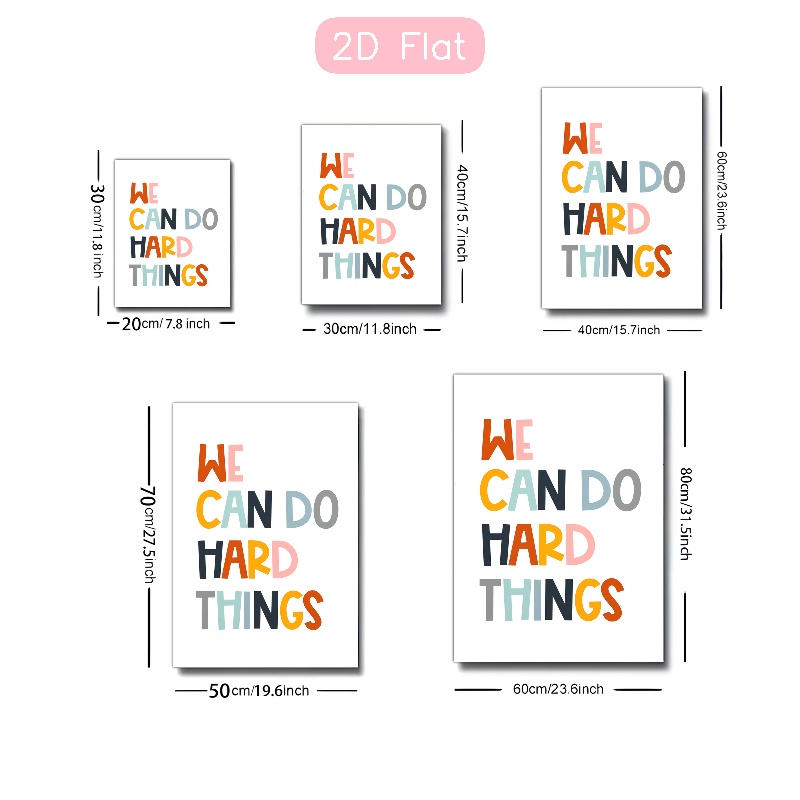 2D Flat
WE
CAN DO
HARD
THINGS
30cm/11.8 inch
20cm/ 7.8 inch
WE
CAN DO
HARD
THINGS
40cm/15.7inch
30cm/11.8inch
WE
CAN DO
HARD
THINGS
60cm/23.6inch
40cm/15.7inch
WE
CAN DO
HARD
THINGS
70cm/27.5inch
50cm/19.6inch
WE
CAN DO
HARD
THINGS
80cm/31.5inch
60cm/23.6inch